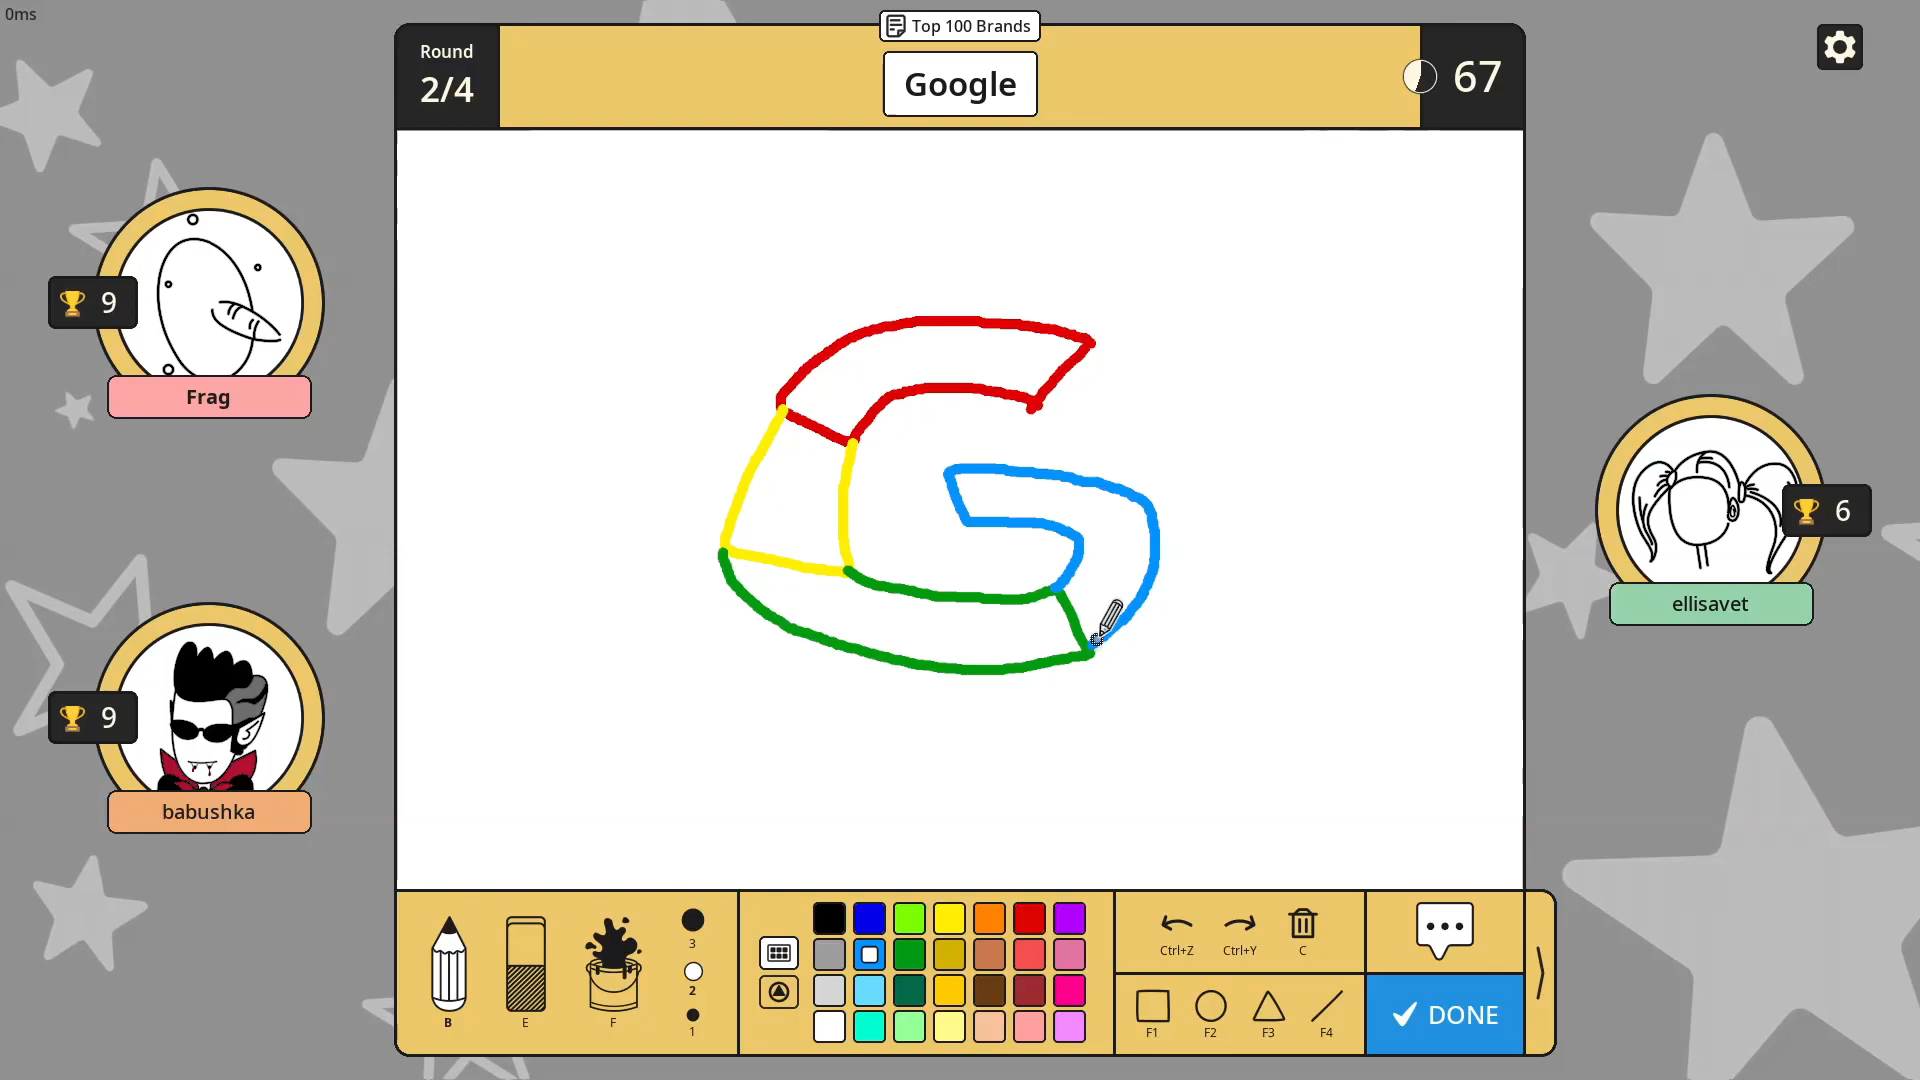 0ms
Top 100 Brands
Round
2/4
Google
67
9
Frag
6
ellisavet
9
babushka
B
E
F
3
2
1
Ctrl+Z
Ctrl+Y
C
F1
F2
F3
F4
DONE